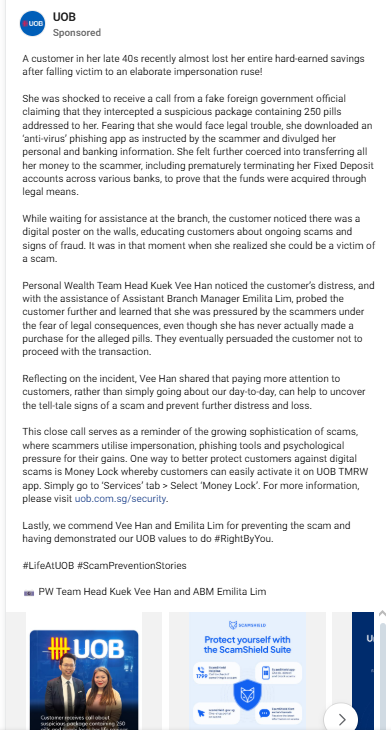 UOB
UOB
Sponsored
A customer in her late 40s recently almost lost her entire hard-earned savings
after falling victim to an elaborate impersonation ruse!
She was shocked to receive a call from a fake foreign government official
claiming that they intercepted a suspicious package containing 250 pills
addressed to her. Fearing that she would face legal trouble, she downloaded an
‘anti-virus’ phishing app as instructed by the scammer and divulged her
personal and banking information. She felt further coerced into transferring all
her money to the scammer, including prematurely terminating her Fixed Deposit
accounts across various banks, to prove that the funds were acquired through
legal means.
While waiting for assistance at the branch, the customer noticed there was a
digital poster on the walls, educating customers about ongoing scams and
signs of fraud. It was in that moment when she realized she could be a victim of
a scam.
Personal Wealth Team Head Kuek Vee Han noticed the customer’s distress, and
with the assistance of Assistant Branch Manager Emilita Lim, probed the
customer further and learned that she was pressured by the scammers under
the fear of legal consequences, even though she has never actually made a
purchase for the alleged pills. They eventually persuaded the customer not to
proceed with the transaction.
Reflecting on the incident, Vee Han shared that paying more attention to
customers, rather than simply going about our day-to-day, can help to uncover
the tell-tale signs of a scam and prevent further distress and loss.
This close call serves as a reminder of the growing sophistication of scams,
where scammers utilise impersonation, phishing tools and psychological
pressure for their gains. One way to better protect customers against digital
scams is Money Lock whereby customers can easily activate it on UOB TMRW
app. Simply go to ‘Services’ tab > Select ‘Money Lock’. For more information,
please visit uob.com.sg/security.
Lastly, we commend Vee Han and Emilita Lim for preventing the scam and
having demonstrated our UOB values to do #RightByYou.
#LifeAtUOB #ScamPreventionStories
PW Team Head Kuek Vee Han and ABM Emilita Lim
UOB
Customer receives call about
suspicious package containing 250
SCAMSHIELD
Protect yourself with
the ScamShield Suite
1799